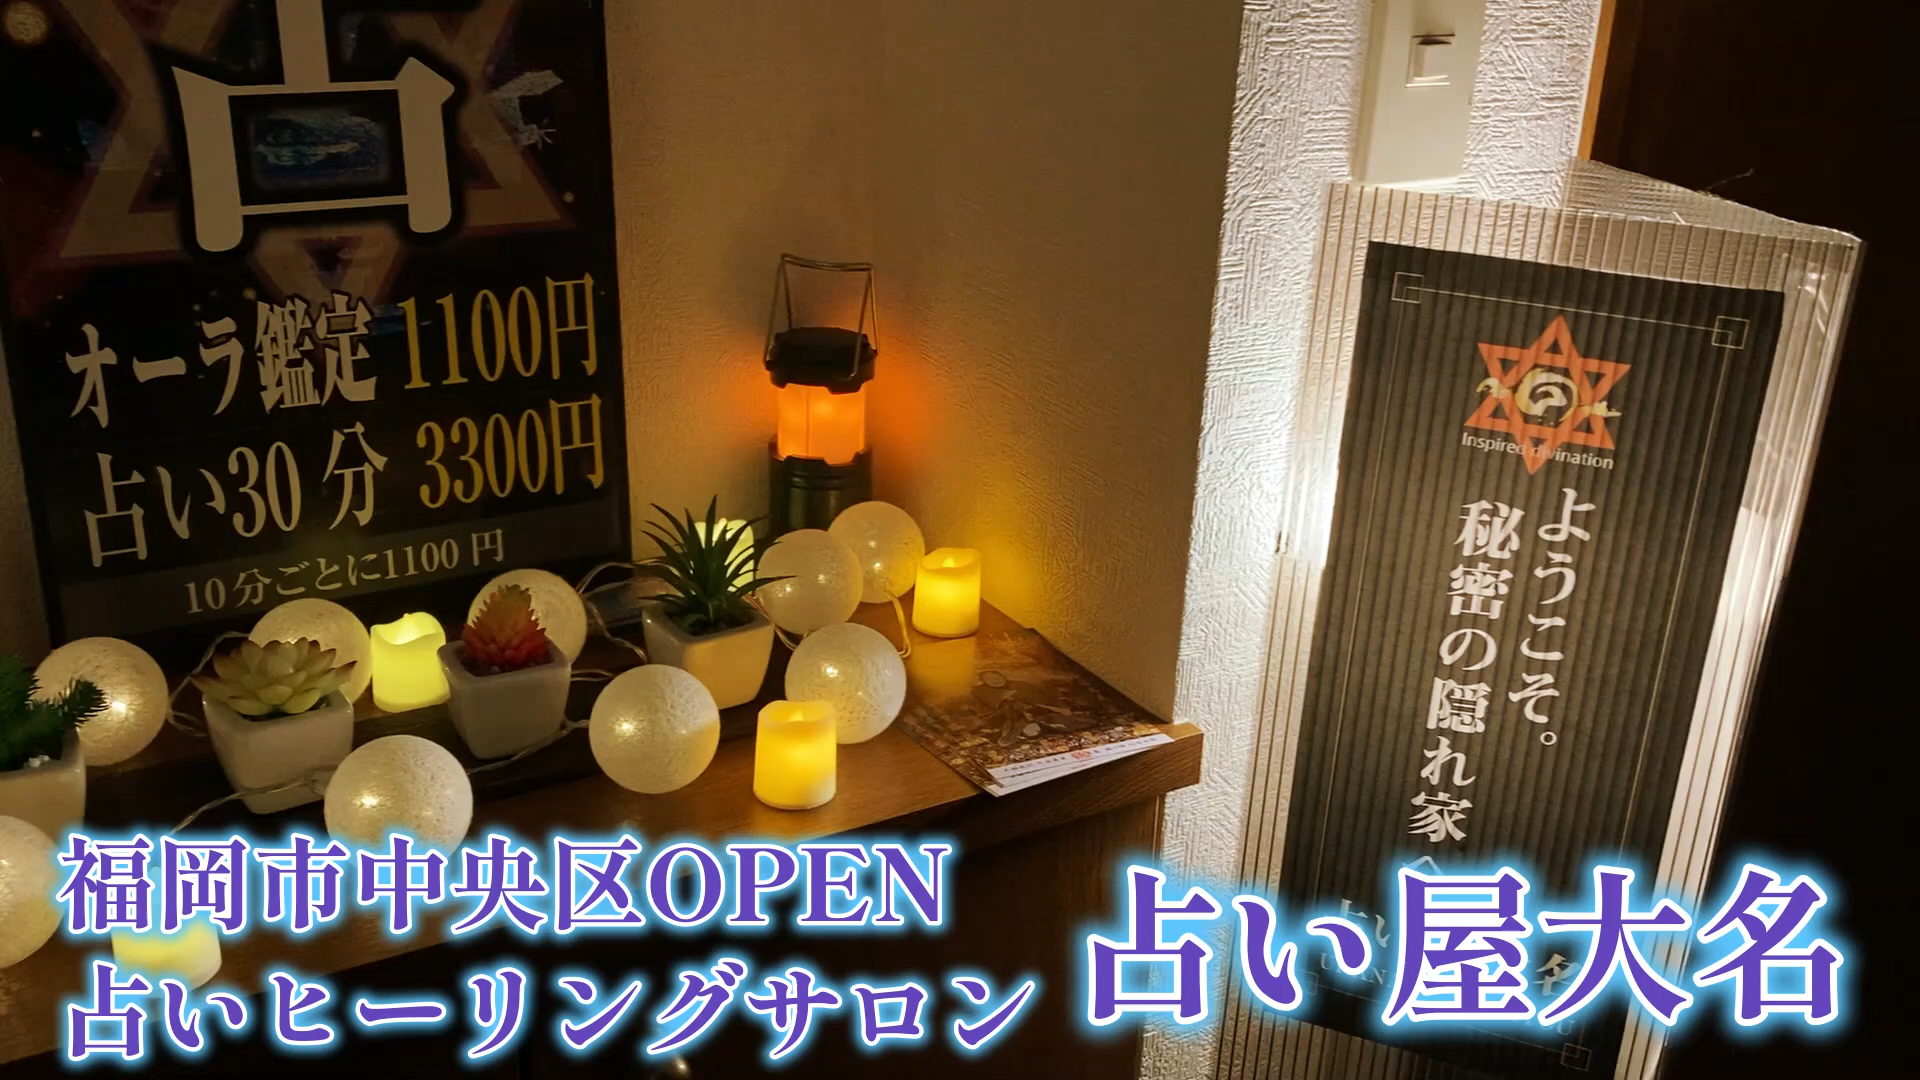 占
オーラ鑑定 1100円
占い30分 3300円
10分ごとに1100円
Inspired divination
ようこそ。
秘密の隠れ家へ
福岡市中央区OPEN
占いヒーリングサロン
占い屋大名